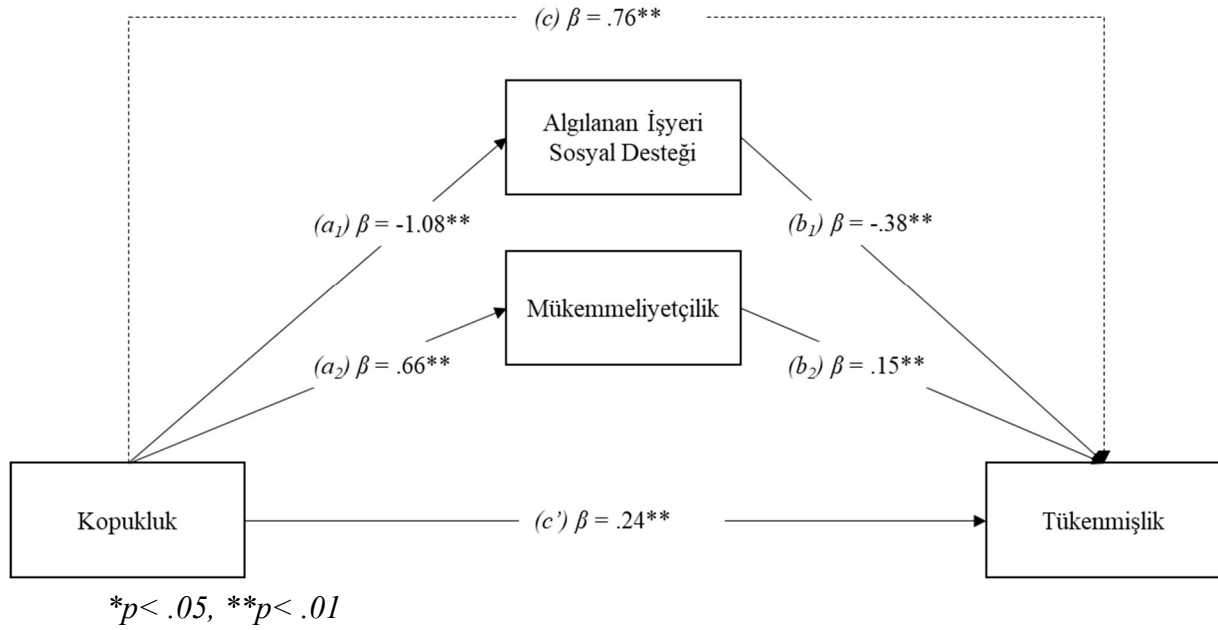 (c) β = .76**
Algılanan İşyeri
Sosyal Desteği
(a₁) β = -1.08**
(b₁) β = -.38**
Mükemmeliyetçilik
(a₂) β = .66**
(b₂) β = .15**
Kopukluk
(c’) β = .24**
Tükenmişlik
*p< .05, **p< .01